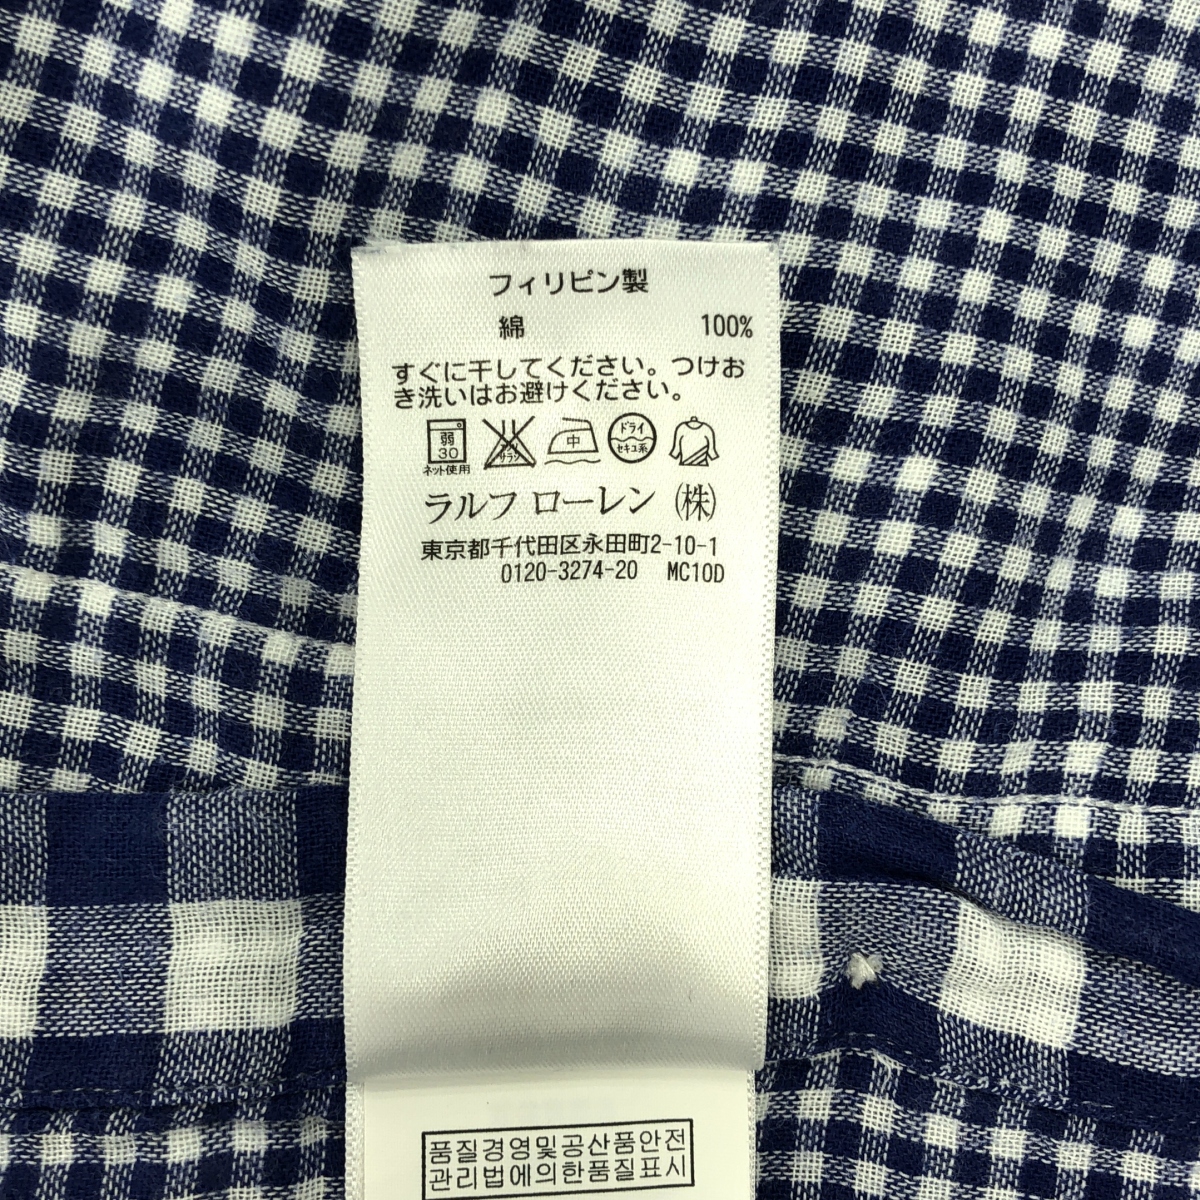 フィリピン製
綿 100%
すぐに干してください。つけお
き洗いはお避けください。
弱 中 ドライ
30 セキユ系
ネット使用
ラルフ ローレン (株)
東京都千代田区永田町2-10-1
0120-3274-20 MC10D
품질경영및공산품안전
관리법에의한품질표시